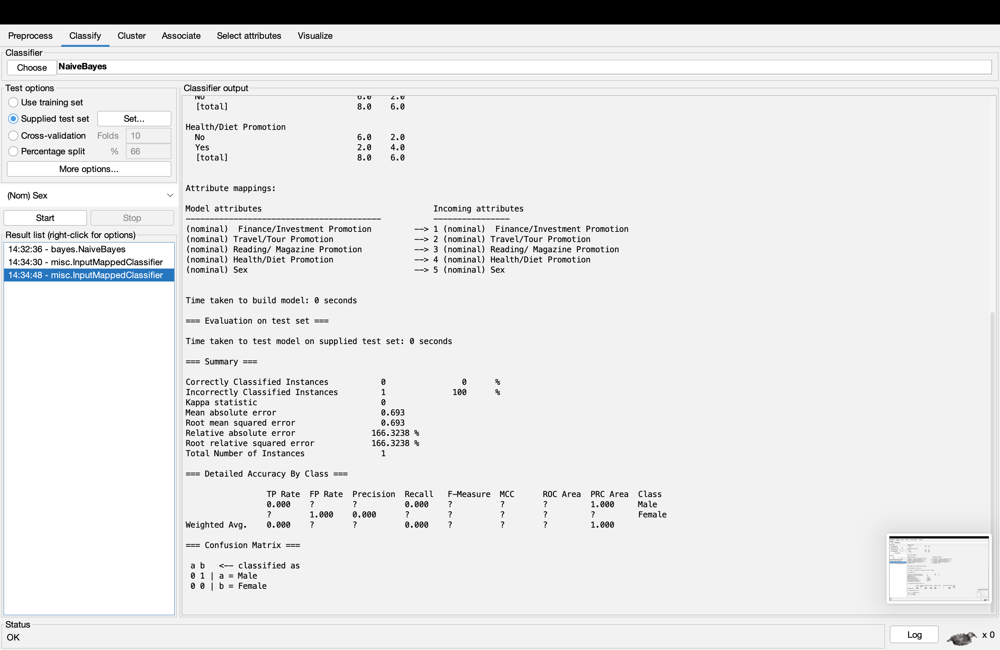 Preprocess Classify Cluster Associate Select attributes Visualize
Classifier
Choose NaiveBayes
Test options
Use training set
Supplied test set Set...
Cross-validation Folds 10
Percentage split % 66
More options...
(Nom) Sex
Start Stop
Result list (right-click for options)
14:32:36 - bayes.NaiveBayes
14:34:30 - misc.InputMappedClassifier
14:34:48 - misc.InputMappedClassifier
Classifier output
No 6.0 2.0
[total] 8.0 6.0
Health/Diet Promotion
No 6.0 2.0
Yes 2.0 4.0
[total] 8.0 6.0
Attribute mappings:
Model attributes Incoming attributes
----------------------------------------- ----------------
(nominal) Finance/Investment Promotion --> 1 (nominal) Finance/Investment Promotion
(nominal) Travel/Tour Promotion --> 2 (nominal) Travel/Tour Promotion
(nominal) Reading/ Magazine Promotion --> 3 (nominal) Reading/ Magazine Promotion
(nominal) Health/Diet Promotion --> 4 (nominal) Health/Diet Promotion
(nominal) Sex --> 5 (nominal) Sex
Time taken to build model: 0 seconds
=== Evaluation on test set ===
Time taken to test model on supplied test set: 0 seconds
=== Summary ===
Correctly Classified Instances 0 0 %
Incorrectly Classified Instances 1 100 %
Kappa statistic 0
Mean absolute error 0.693
Root mean squared error 0.693
Relative absolute error 166.3238 %
Root relative squared error 166.3238 %
Total Number of Instances 1
=== Detailed Accuracy By Class ===
TP Rate FP Rate Precision Recall F-Measure MCC ROC Area PRC Area Class
0.000 ? ? 0.000 ? ? ? 1.000 Male
? 1.000 0.000 ? ? ? ? ? Female
Weighted Avg. 0.000 ? ? 0.000 ? ? ? 1.000
=== Confusion Matrix ===
a b <-- classified as
0 1 | a = Male
0 0 | b = Female
Status
OK
Log x 0